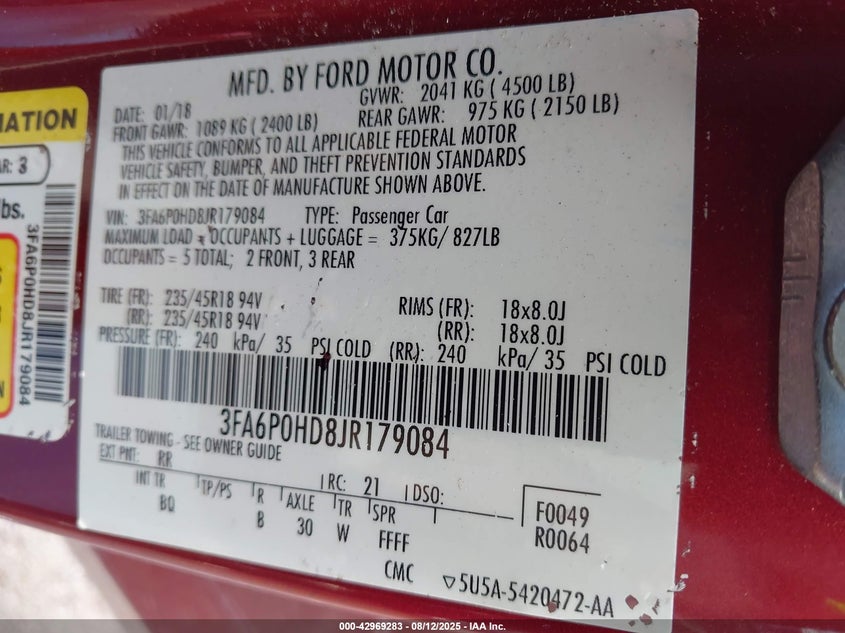 MFD. BY FORD MOTOR CO.
DATE: 01/18 GVWR: 2041 KG ( 4500 LB)
FRONT GAWR: 1089 KG ( 2400 LB) REAR GAWR: 975 KG ( 2150 LB)
THIS VEHICLE CONFORMS TO ALL APPLICABLE FEDERAL MOTOR
VEHICLE SAFETY, BUMPER, AND THEFT PREVENTION STANDARDS
IN EFFECT ON THE DATE OF MANUFACTURE SHOWN ABOVE.
VIN: 3FA6P0HD8JR179084 TYPE: Passenger Car
MAXIMUM LOAD = OCCUPANTS + LUGGAGE = 375KG/ 827LB
OCCUPANTS = 5 TOTAL; 2 FRONT, 3 REAR
TIRE (FR): 235/45R18 94V RIMS (FR): 18x8.0J
(RR): 235/45R18 94V (RR): 18x8.0J
PRESSURE (FR): 240 kPa/ 35 PSI COLD (RR): 240 kPa/ 35 PSI COLD
3FA6P0HD8JR179084
TRAILER TOWING - SEE OWNER GUIDE
EXT PNT: RR RC: 21 DSO:
INT TR TP/PS R AXLE TR SPR F0049
BQ B 30 W FFFF R0064
CMC ▽5U5A-5420472-AA
MATION
AR: 3
lbs.
3FA6P0HD8JR179084
000-42969283 - 08/12/2025 - IAA Inc.